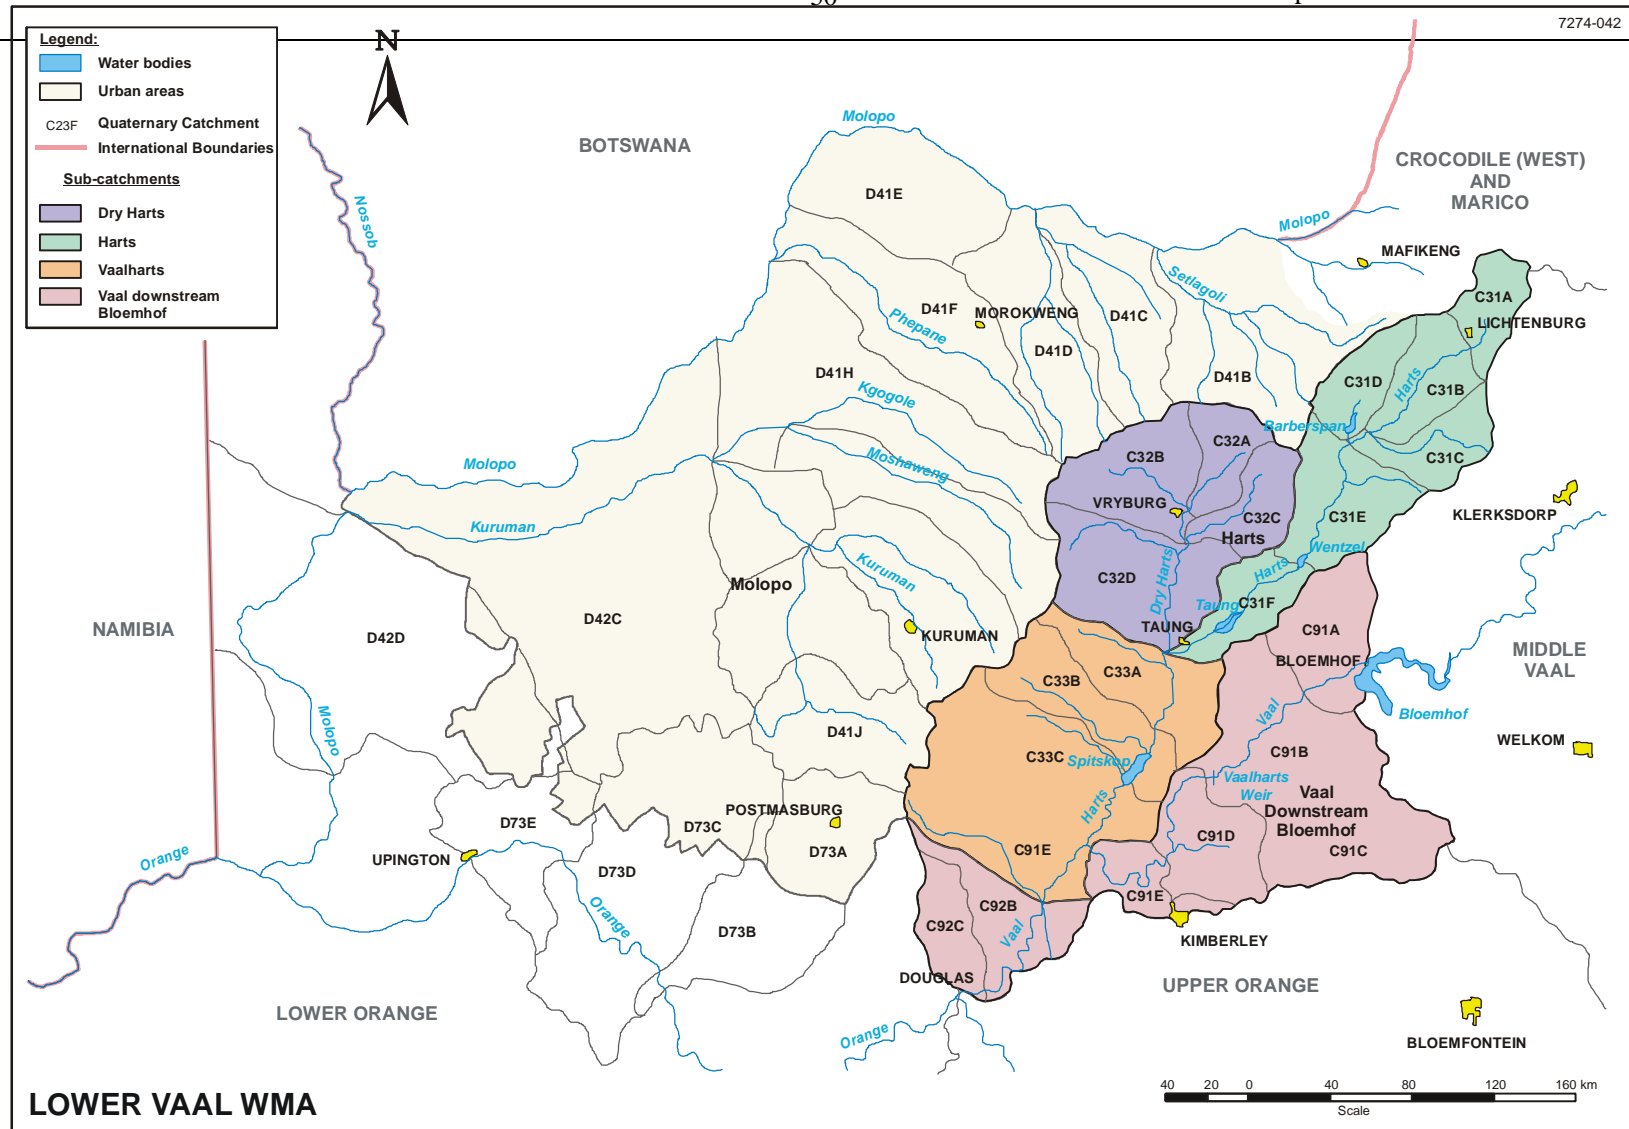 7274-042
Legend:
Water bodies
Urban areas
C23F Quaternary Catchment
International Boundaries
Sub-catchments
Dry Harts
Harts
Vaalharts
Vaal downstream
Bloemhof
N
BOTSWANA
Molopo
CROCODILE (WEST)
AND
MARICO
Nossob
D41E
Molopo
MAFIKENG
Setlagoli
C31A
D41F
MOROKWENG
D41C
Phepane
LICHTENBURG
D41D
D41H
D41B
C31D
Harts
C31B
Kgogole
Barberspan
C32A
C32B
Moshaweng
C31C
Molopo
VRYBURG
C32C
C31E
KLERKSDORP
Kuruman
Harts
Wentzel
Kuruman
Molopo
C32D
Dry Harts
Harts
Taung
C31F
D42C
NAMIBIA
D42D
KURUMAN
TAUNG
C91A
MIDDLE
VAAL
BLOEMHOF
C33A
C33B
Vaal
Bloemhof
Molopo
D41J
WELKOM
C33C
Spitskop
C91B
Vaalharts
Weir
Vaal
Downstream
Bloemhof
POSTMASBURG
Harts
D73E
D73C
C91D
UPINGTON
D73A
C91E
C91C
Orange
D73D
C91E
Orange
C92B
D73B
C92C
Vaal
KIMBERLEY
DOUGLAS
UPPER ORANGE
LOWER ORANGE
Orange
BLOEMFONTEIN
40 20 0 40 80 120 160 km
Scale
LOWER VAAL WMA